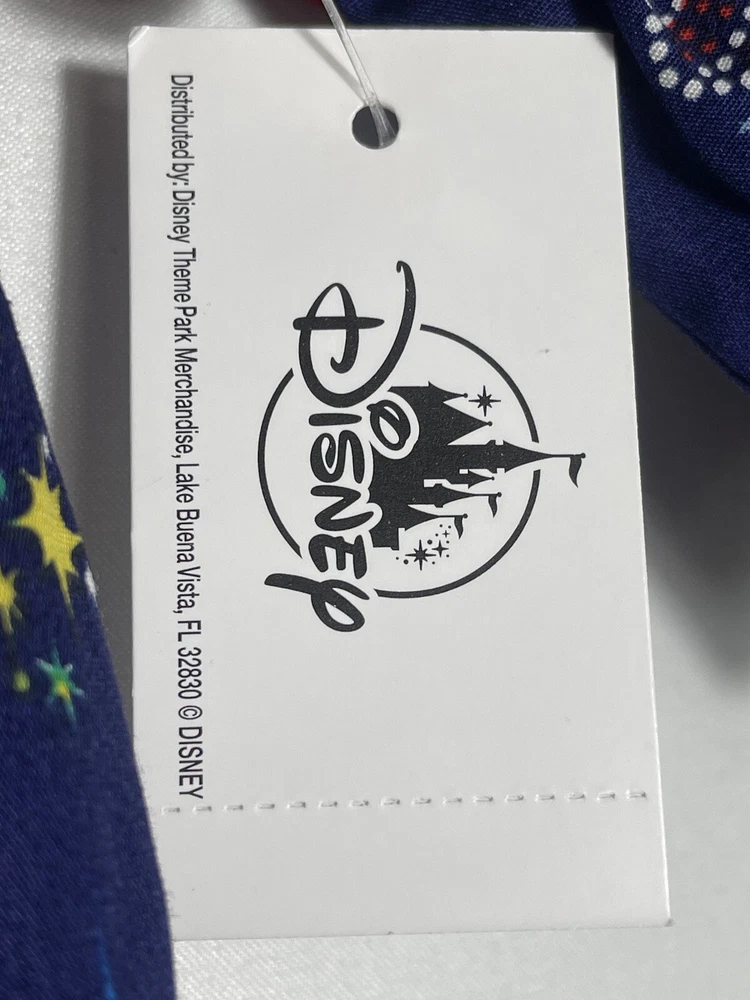 Disney
Distributed by: Disney Theme Park Merchandise, Lake Buena Vista, FL 32830 © DISNEY